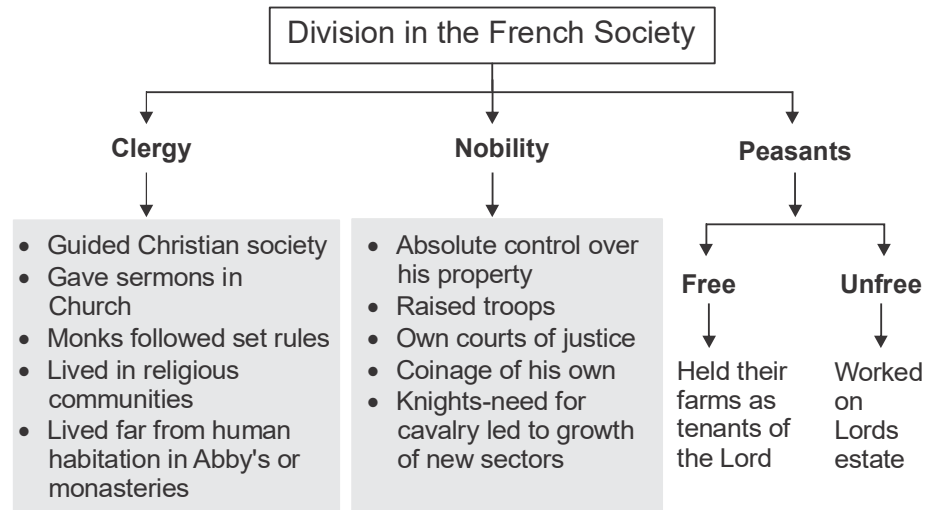 Division in the French Society
Clergy
Nobility
Peasants
• Guided Christian society
• Gave sermons in
Church
• Monks followed set rules
• Lived in religious
communities
• Lived far from human
habitation in Abby's or
monasteries
• Absolute control over
his property
• Raised troops
• Own courts of justice
• Coinage of his own
• Knights-need for
cavalry led to growth
of new sectors
Free
Unfree
Held their
farms as
tenants of
the Lord
Worked
on
Lords
estate